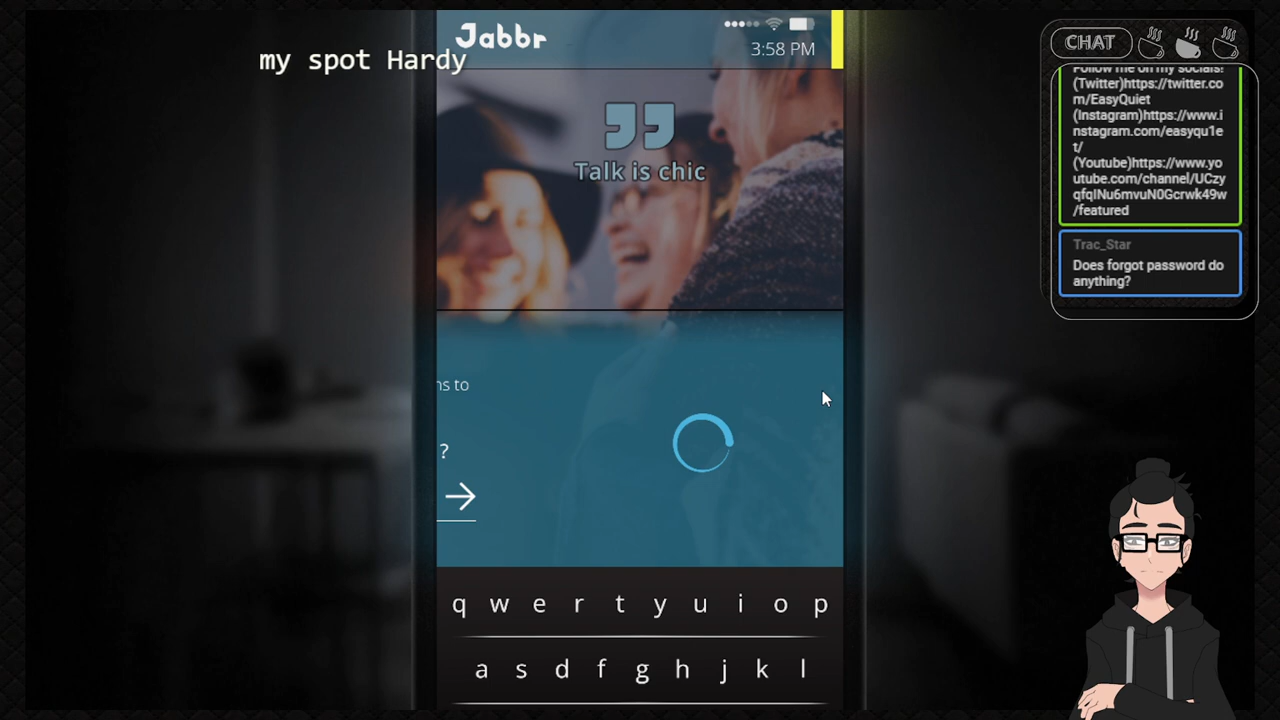 my spot Hardy
Jabbr
3:58 PM
Talk is chic
ns to
?
q w e r t y u i o p
a s d f g h j k l
CHAT
Follow me on my socials!
(Twitter)https://twitter.co
m/EasyQuiet
(Instagram)https://www.i
nstagram.com/easyqu1e
t/
(Youtube)https://www.yo
utube.com/channel/UCzy
qfqINu6mvuN0Gcrwk49w
/featured
Trac_Star
Does forgot password do
anything?